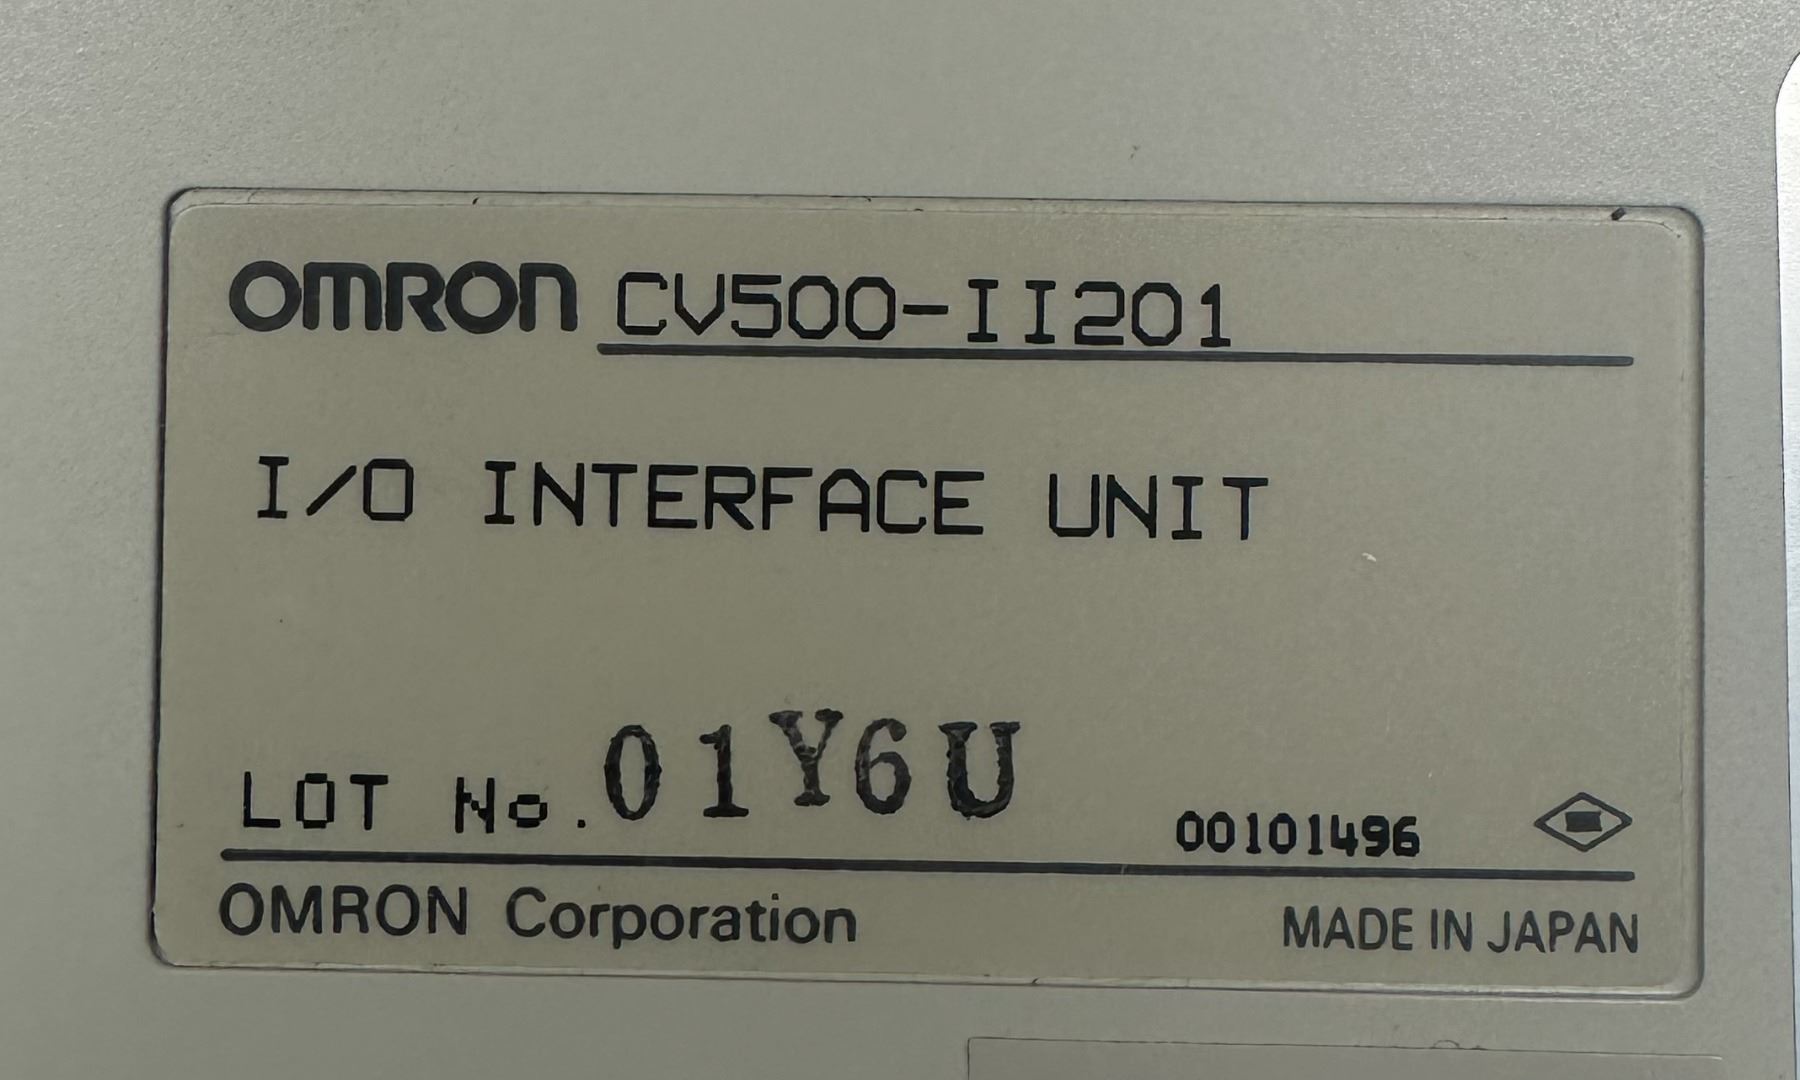 OMRON CV500-II201
I/O INTERFACE UNIT
LOT No. 01Y6U 00101496
OMRON Corporation MADE IN JAPAN